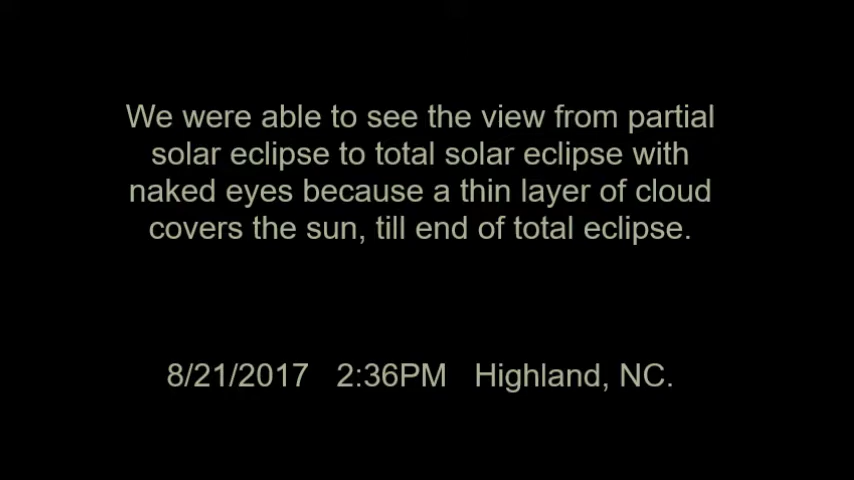 We were able to see the view from partial
solar eclipse to total solar eclipse with
naked eyes because a thin layer of cloud
covers the sun, till end of total eclipse.
8/21/2017 2:36PM Highland, NC.